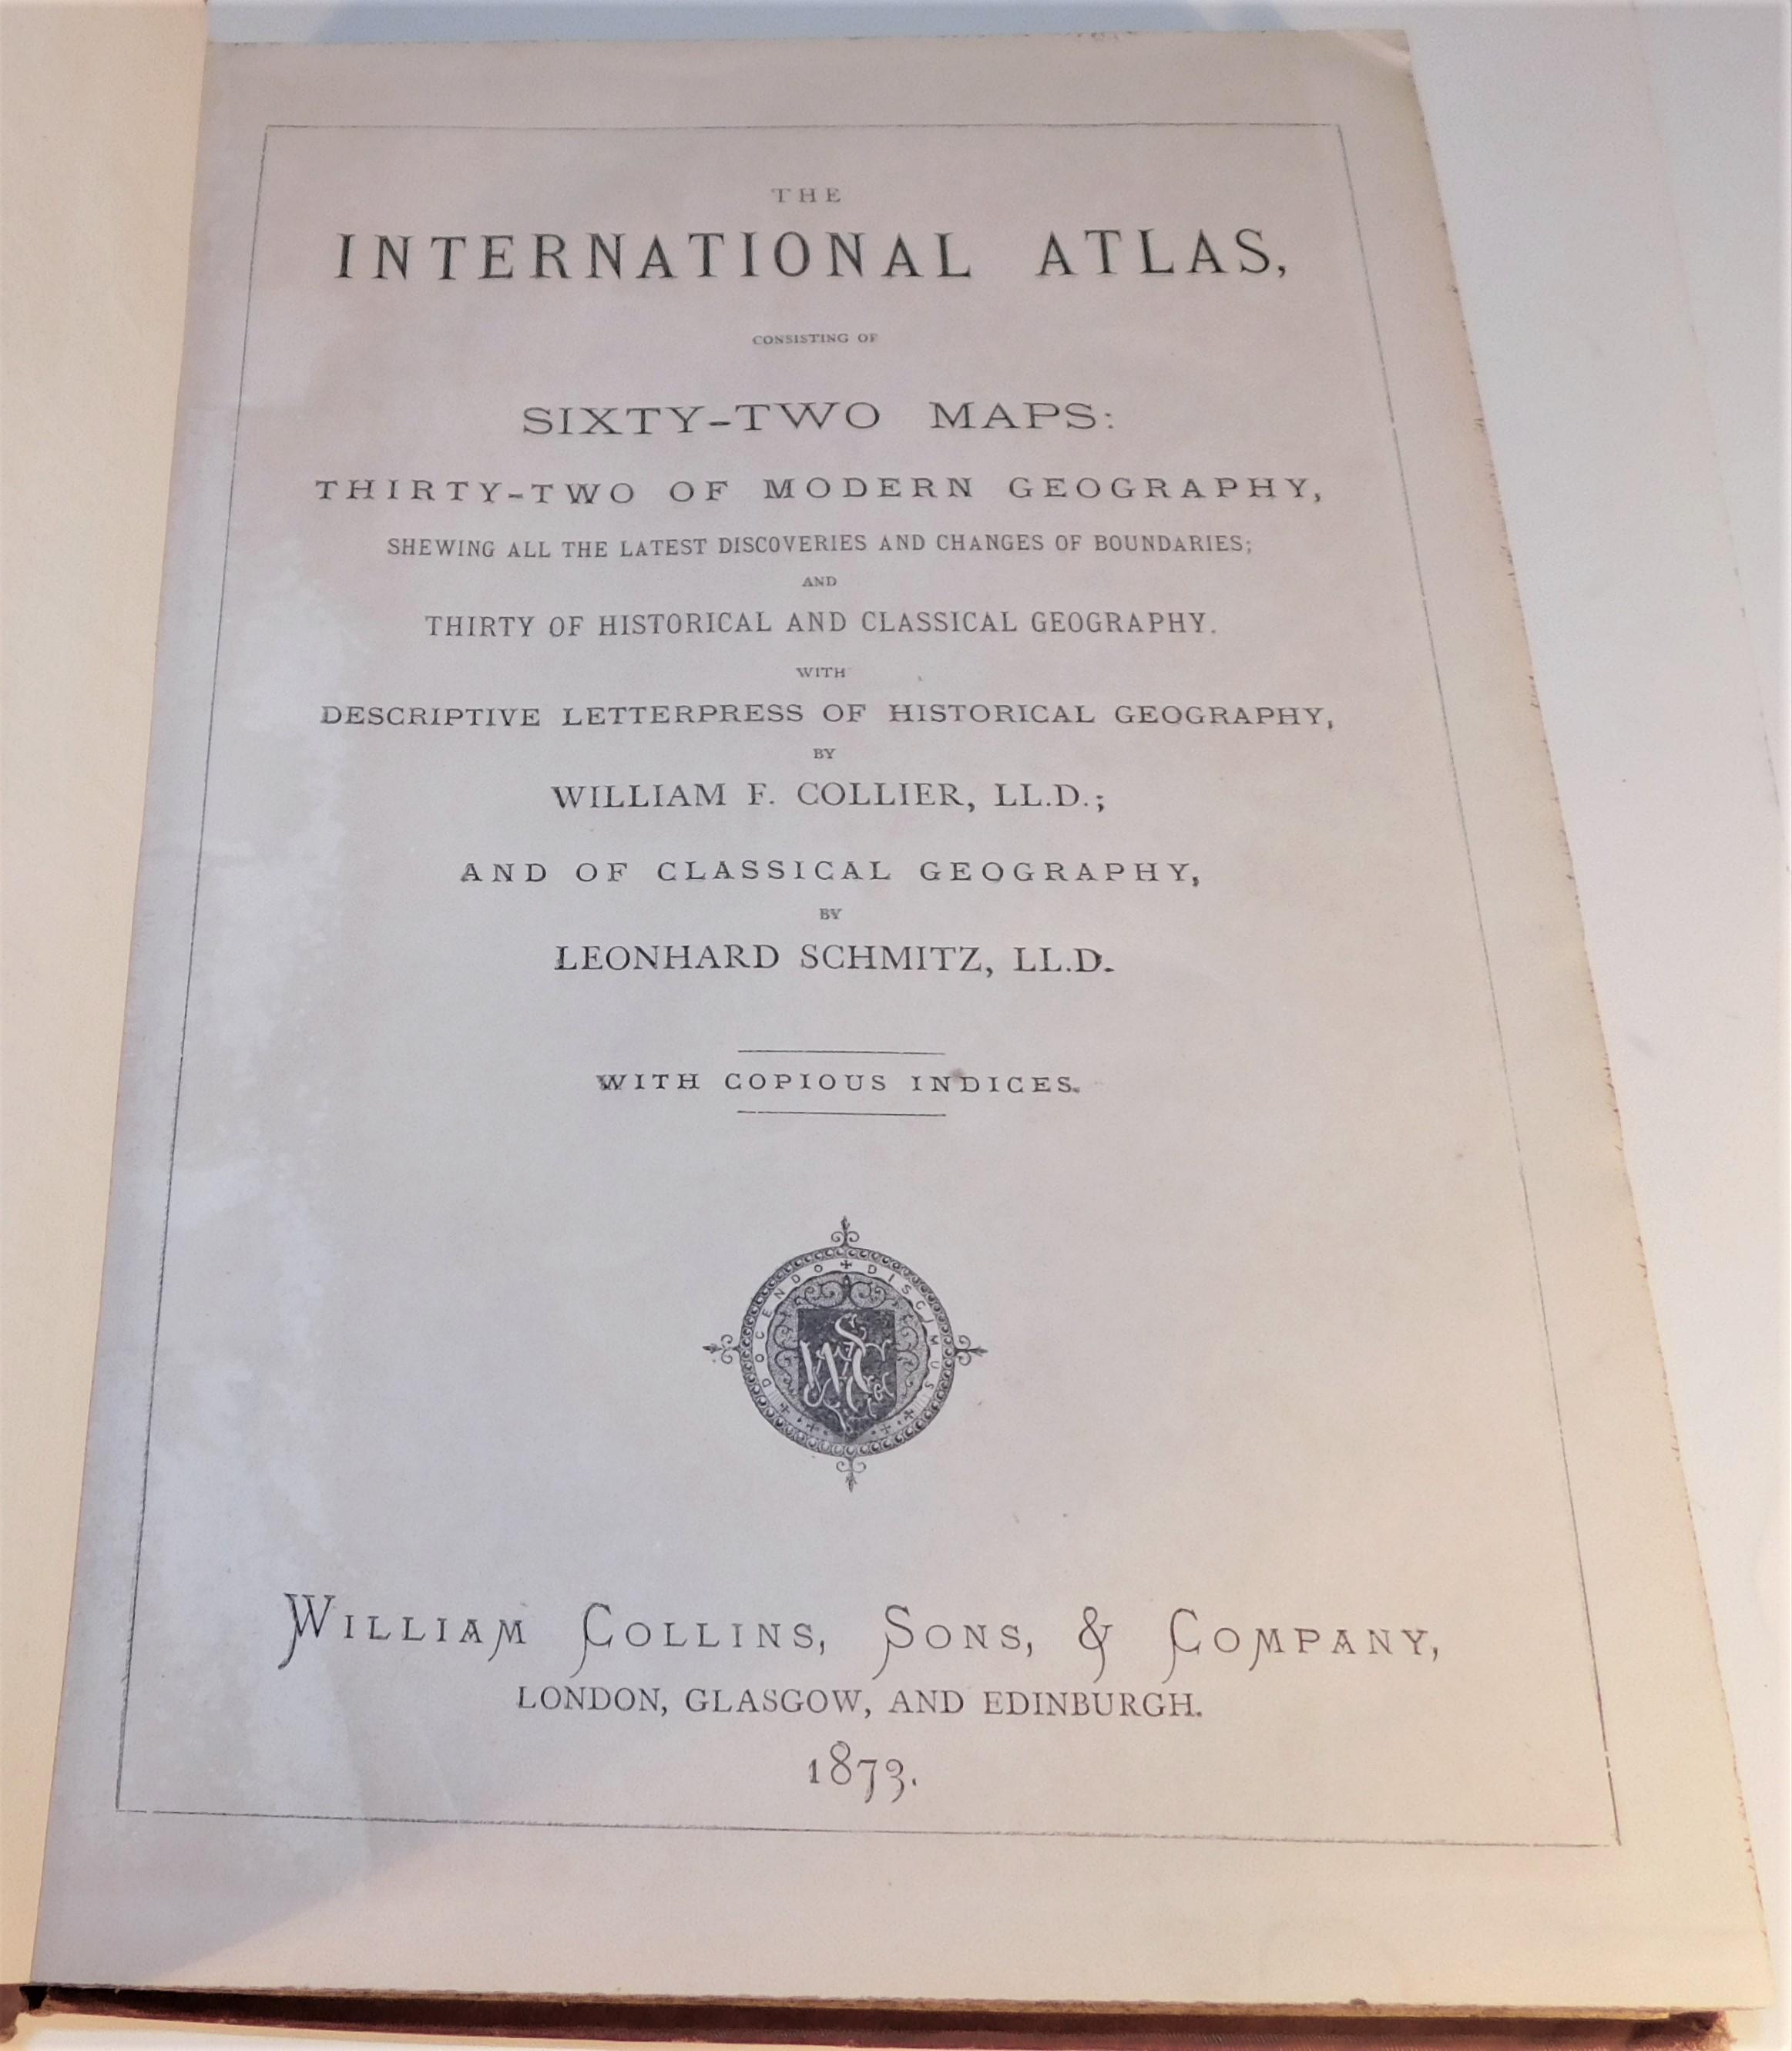 THE
INTERNATIONAL ATLAS,
CONSISTING OF
SIXTY-TWO MAPS:
THIRTY-TWO OF MODERN GEOGRAPHY,
SHEWING ALL THE LATEST DISCOVERIES AND CHANGES OF BOUNDARIES;
AND
THIRTY OF HISTORICAL AND CLASSICAL GEOGRAPHY.
WITH
DESCRIPTIVE LETTERPRESS OF HISTORICAL GEOGRAPHY,
BY
WILLIAM F. COLLIER, LL.D.;
AND OF CLASSICAL GEOGRAPHY,
BY
LEONHARD SCHMITZ, LL.D.
WITH COPIOUS INDICES.
DOCENDO DISCIMUS
WILLIAM COLLINS, SONS, & COMPANY,
LONDON, GLASGOW, AND EDINBURGH.
1873.